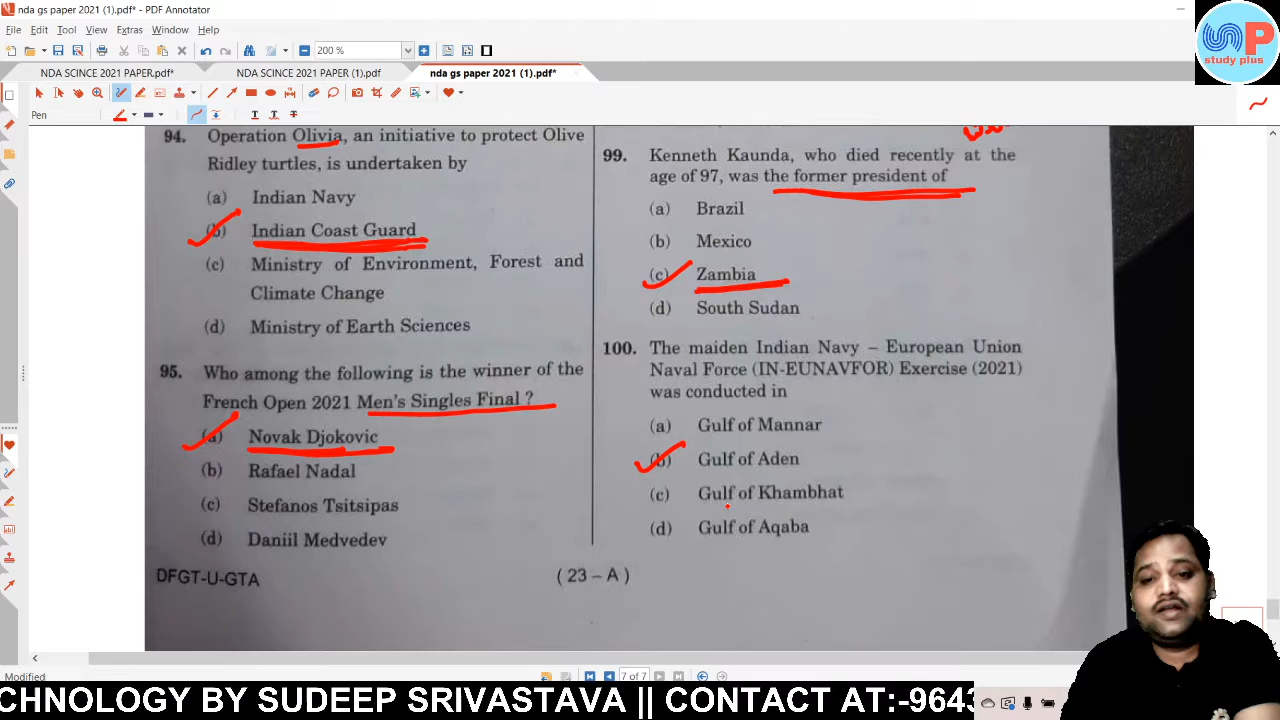 nda gs paper 2021 (1).pdf* - PDF Annotator
File Edit Tool View Extras Window Help
200 %
NDA SCINCE 2021 PAPER.pdf*
NDA SCINCE 2021 PAPER (1).pdf
nda gs paper 2021 (1).pdf*
Pen
SP
study plus
94. Operation Olivia, an initiative to protect Olive
Ridley turtles, is undertaken by
(a) Indian Navy
(b) Indian Coast Guard
(c) Ministry of Environment, Forest and
Climate Change
(d) Ministry of Earth Sciences
95. Who among the following is the winner of the
French Open 2021 Men's Singles Final ?
(a) Novak Djokovic
(b) Rafael Nadal
(c) Stefanos Tsitsipas
(d) Daniil Medvedev
99. Kenneth Kaunda, who died recently at the
age of 97, was the former president of
(a) Brazil
(b) Mexico
(c) Zambia
(d) South Sudan
100. The maiden Indian Navy – European Union
Naval Force (IN-EUNAVFOR) Exercise (2021)
was conducted in
(a) Gulf of Mannar
(b) Gulf of Aden
(c) Gulf of Khambhat
(d) Gulf of Aqaba
DFGT-U-GTA
( 23 – A )
Modified
7 of 7
CHNOLOGY BY SUDEEP SRIVASTAVA || CONTACT AT:-9643